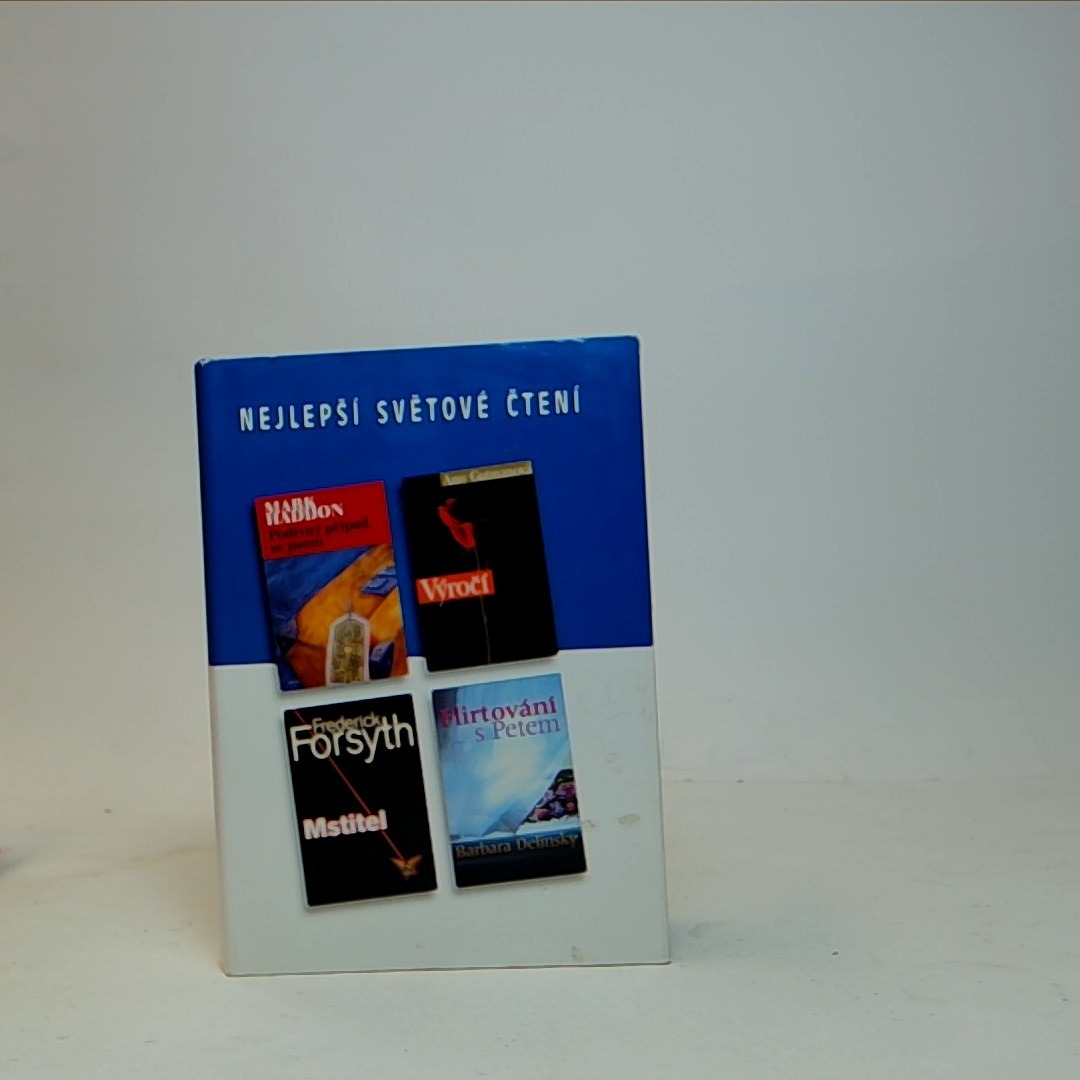 NEJLEPŠÍ SVĚTOVÉ ČTENÍ
MARK
HADDON
Podivný případ
se psem
Výročí
Frederick
Forsyth
Mstitel
Flirtování
s Petem
Barbara Delinsky